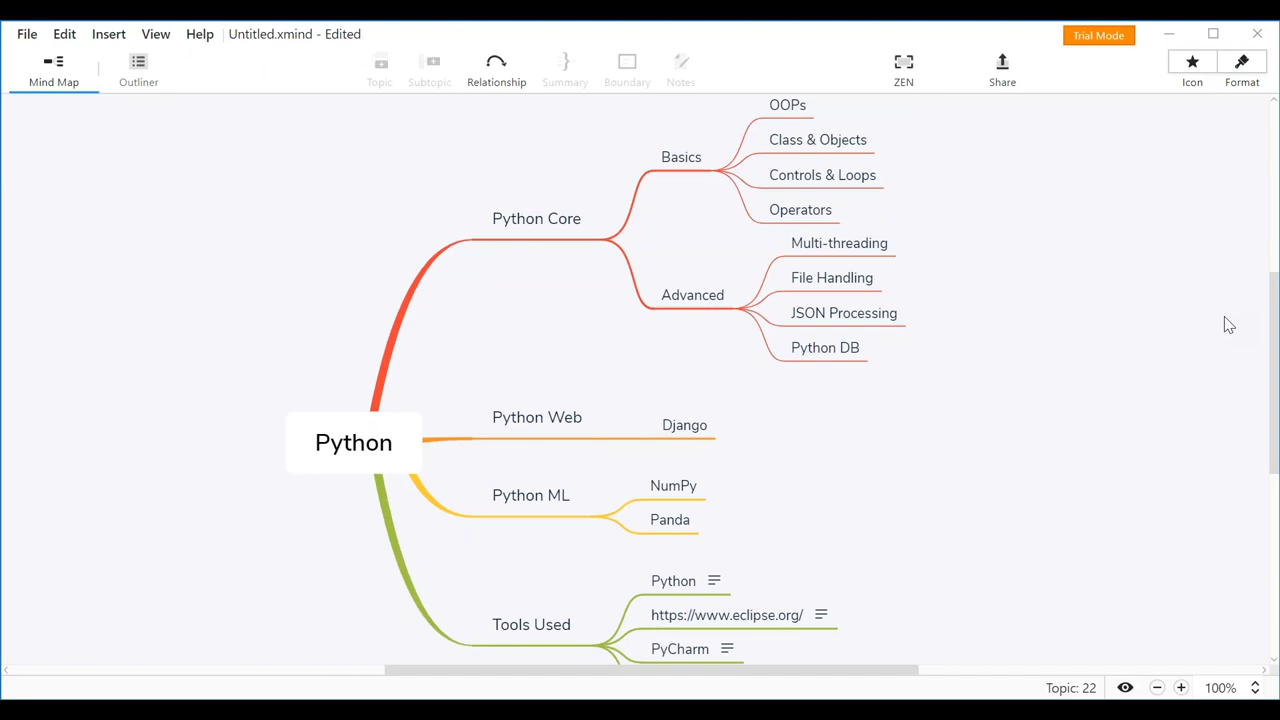 File Edit Insert View Help Untitled.xmind - Edited Trial Mode
Mind Map Outliner Topic Subtopic Relationship Summary Boundary Notes ZEN Share Icon Format
OOPs
Class & Objects
Basics
Controls & Loops
Operators
Python Core
Multi-threading
File Handling
Advanced
JSON Processing
Python DB
Python Web
Django
Python
Python ML
NumPy
Panda
Python
https://www.eclipse.org/
Tools Used
PyCharm
Topic: 22 100%